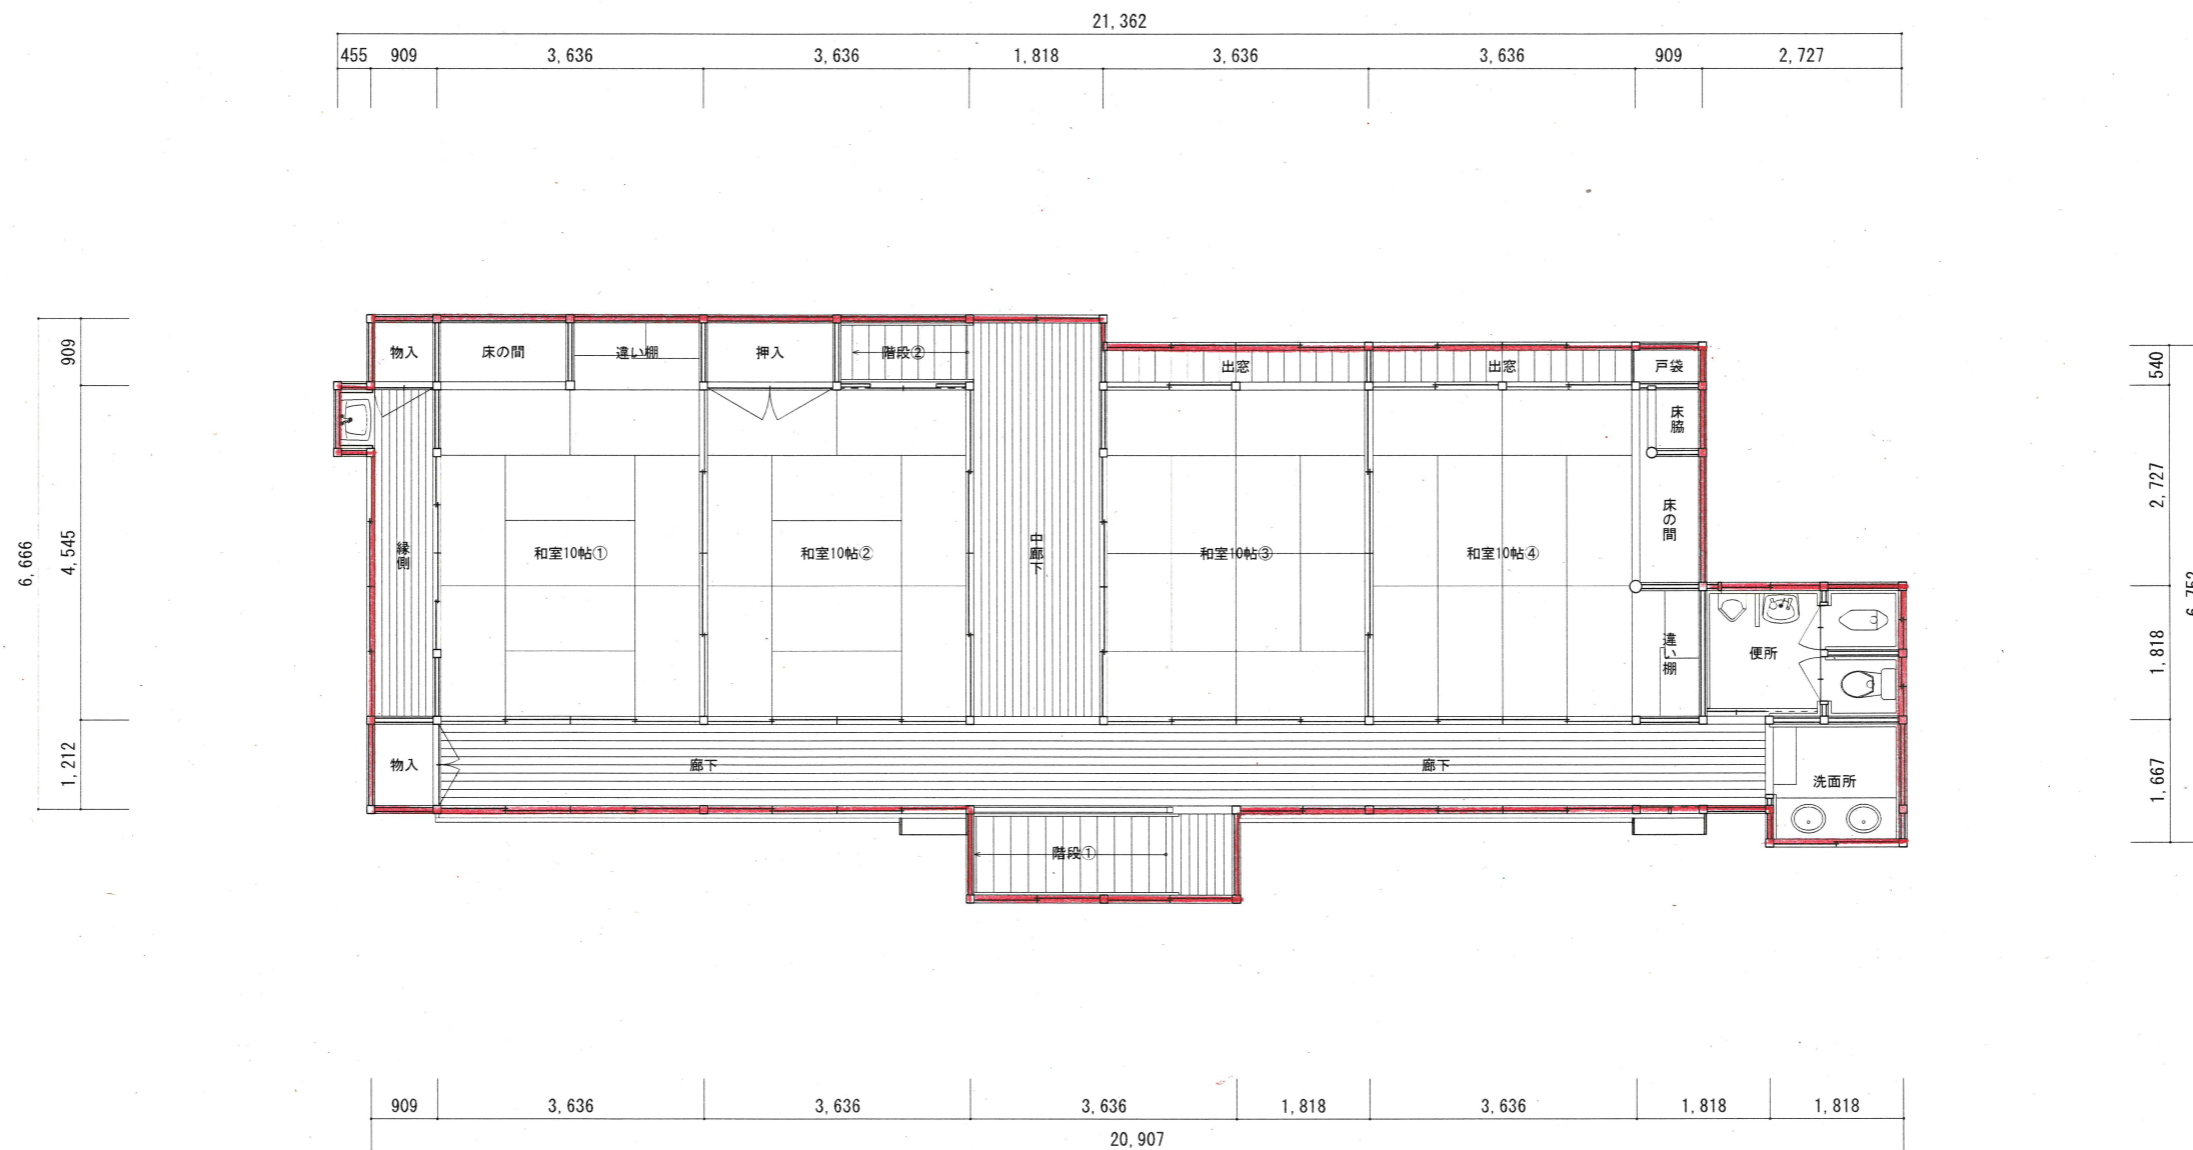 21,362
455 909 3,636 3,636 1,818 3,636 3,636 909 2,727
物入 床の間 違い棚 押入 階段② 出窓 出窓 戸袋
床脇
909 4,545 1,212
6,666
540 2,727 1,818 1,667
6,752
縁側 和室10帖① 和室10帖② 中廊下 和室10帖③ 和室10帖④ 床の間
違い棚 便所
物入 廊下 廊下 洗面所
階段①
909 3,636 3,636 3,636 1,818 3,636 1,818 1,818
20,907